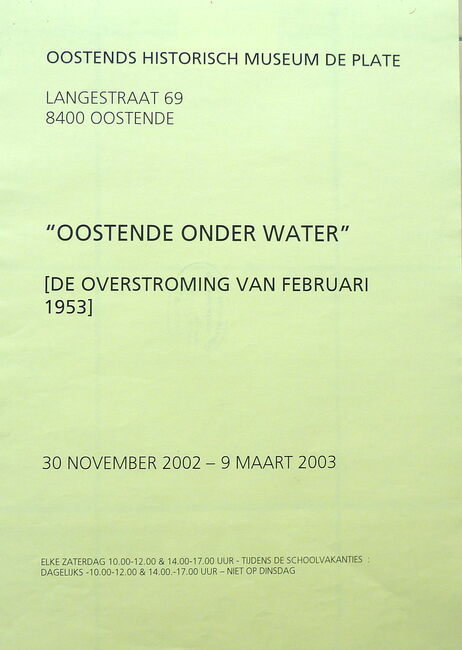 OOSTENDS HISTORISCH MUSEUM DE PLATE
LANGESTRAAT 69
8400 OOSTENDE
“OOSTENDE ONDER WATER”
[DE OVERSTROMING VAN FEBRUARI
1953]
30 NOVEMBER 2002 – 9 MAART 2003
ELKE ZATERDAG 10.00-12.00 & 14.00-17.00 UUR - TIJDENS DE SCHOOLVAKANTIES :
DAGELIJKS -10.00-12.00 & 14.00.-17.00 UUR – NIET OP DINSDAG